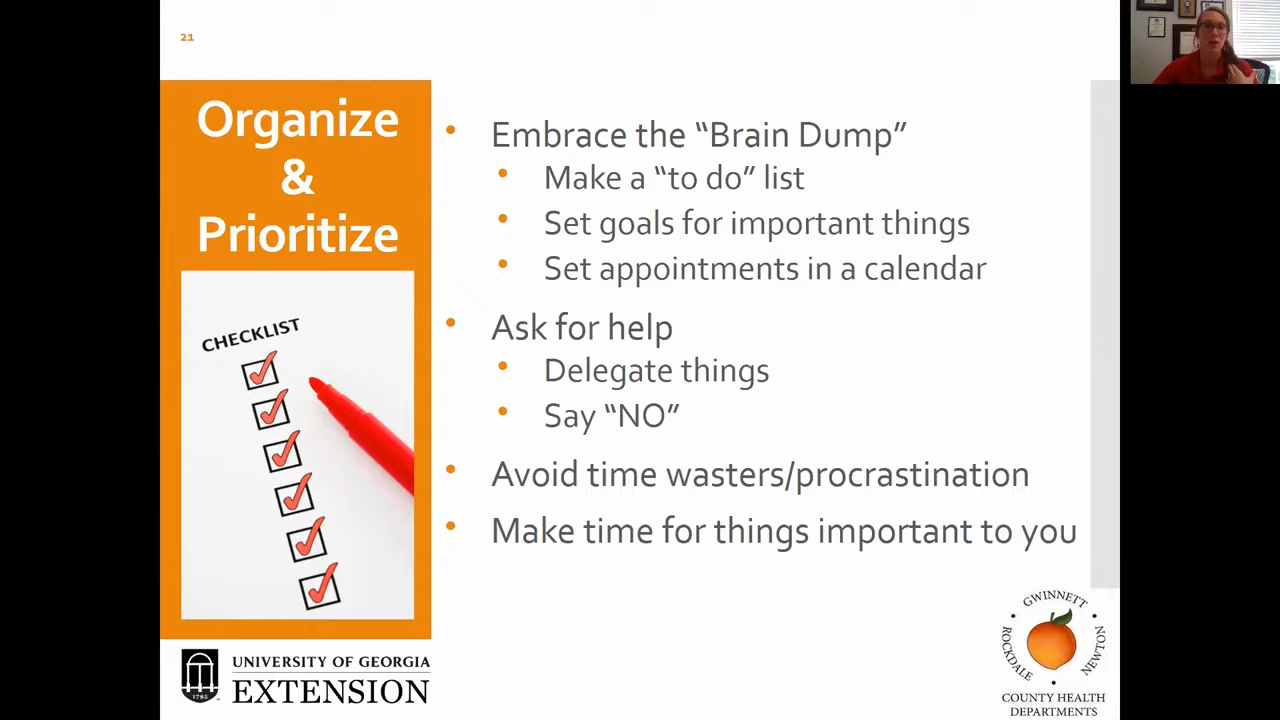 21
Organize
&
Prioritize
CHECKLIST
• Embrace the “Brain Dump”
• Make a “to do” list
• Set goals for important things
• Set appointments in a calendar
• Ask for help
• Delegate things
• Say “NO”
• Avoid time wasters/procrastination
• Make time for things important to you
1785
UNIVERSITY OF GEORGIA
EXTENSION
GWINNETT
ROCKDALE
NEWTON
COUNTY HEALTH
DEPARTMENTS